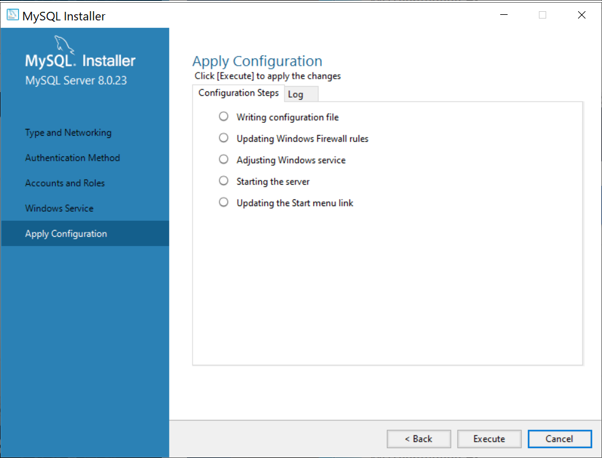 MySQL Installer
MySQL. Installer
MySQL Server 8.0.23
Type and Networking
Authentication Method
Accounts and Roles
Windows Service
Apply Configuration
Apply Configuration
Click [Execute] to apply the changes
Configuration Steps Log
Writing configuration file
Updating Windows Firewall rules
Adjusting Windows service
Starting the server
Updating the Start menu link
< Back Execute Cancel